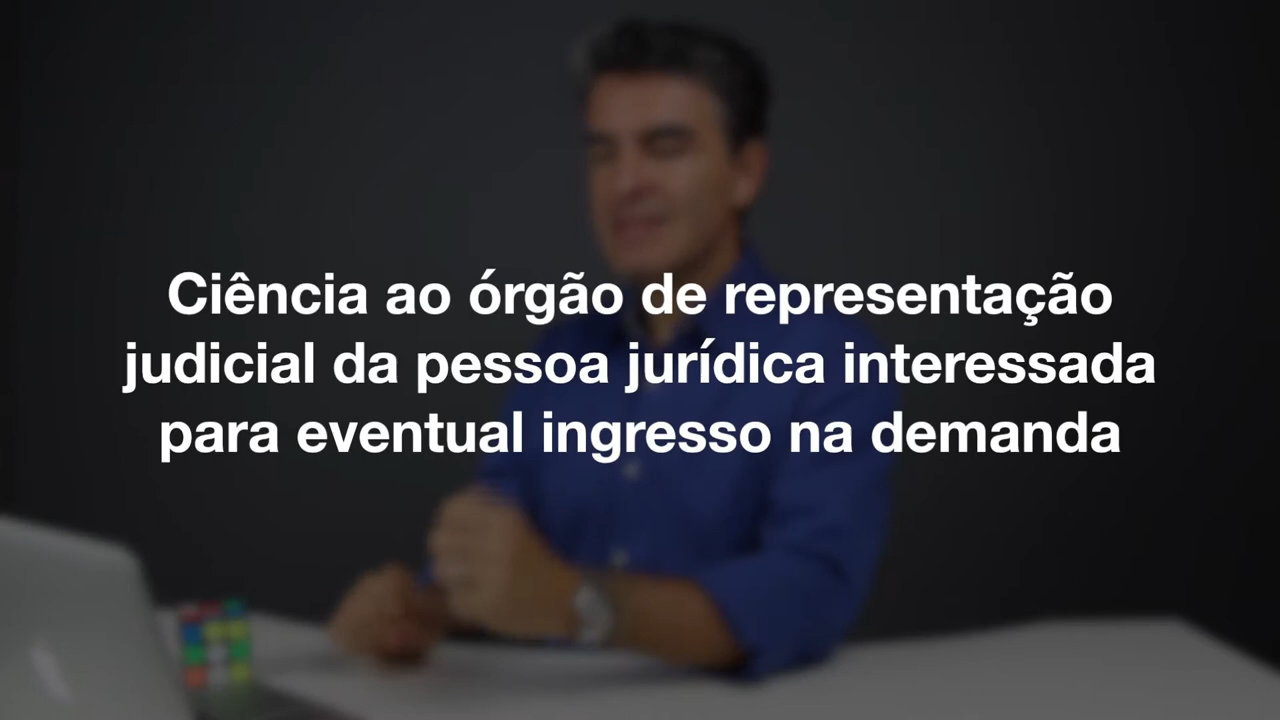 Ciência ao órgão de representação
judicial da pessoa jurídica interessada
para eventual ingresso na demanda